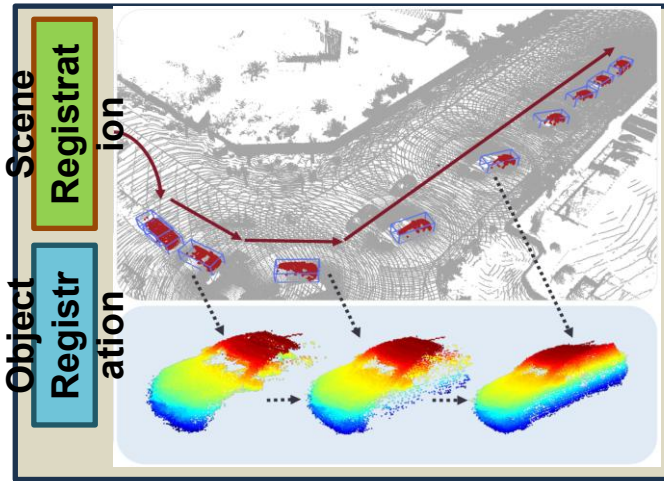 Scene
Registrat
ion
Object
Registr
ation